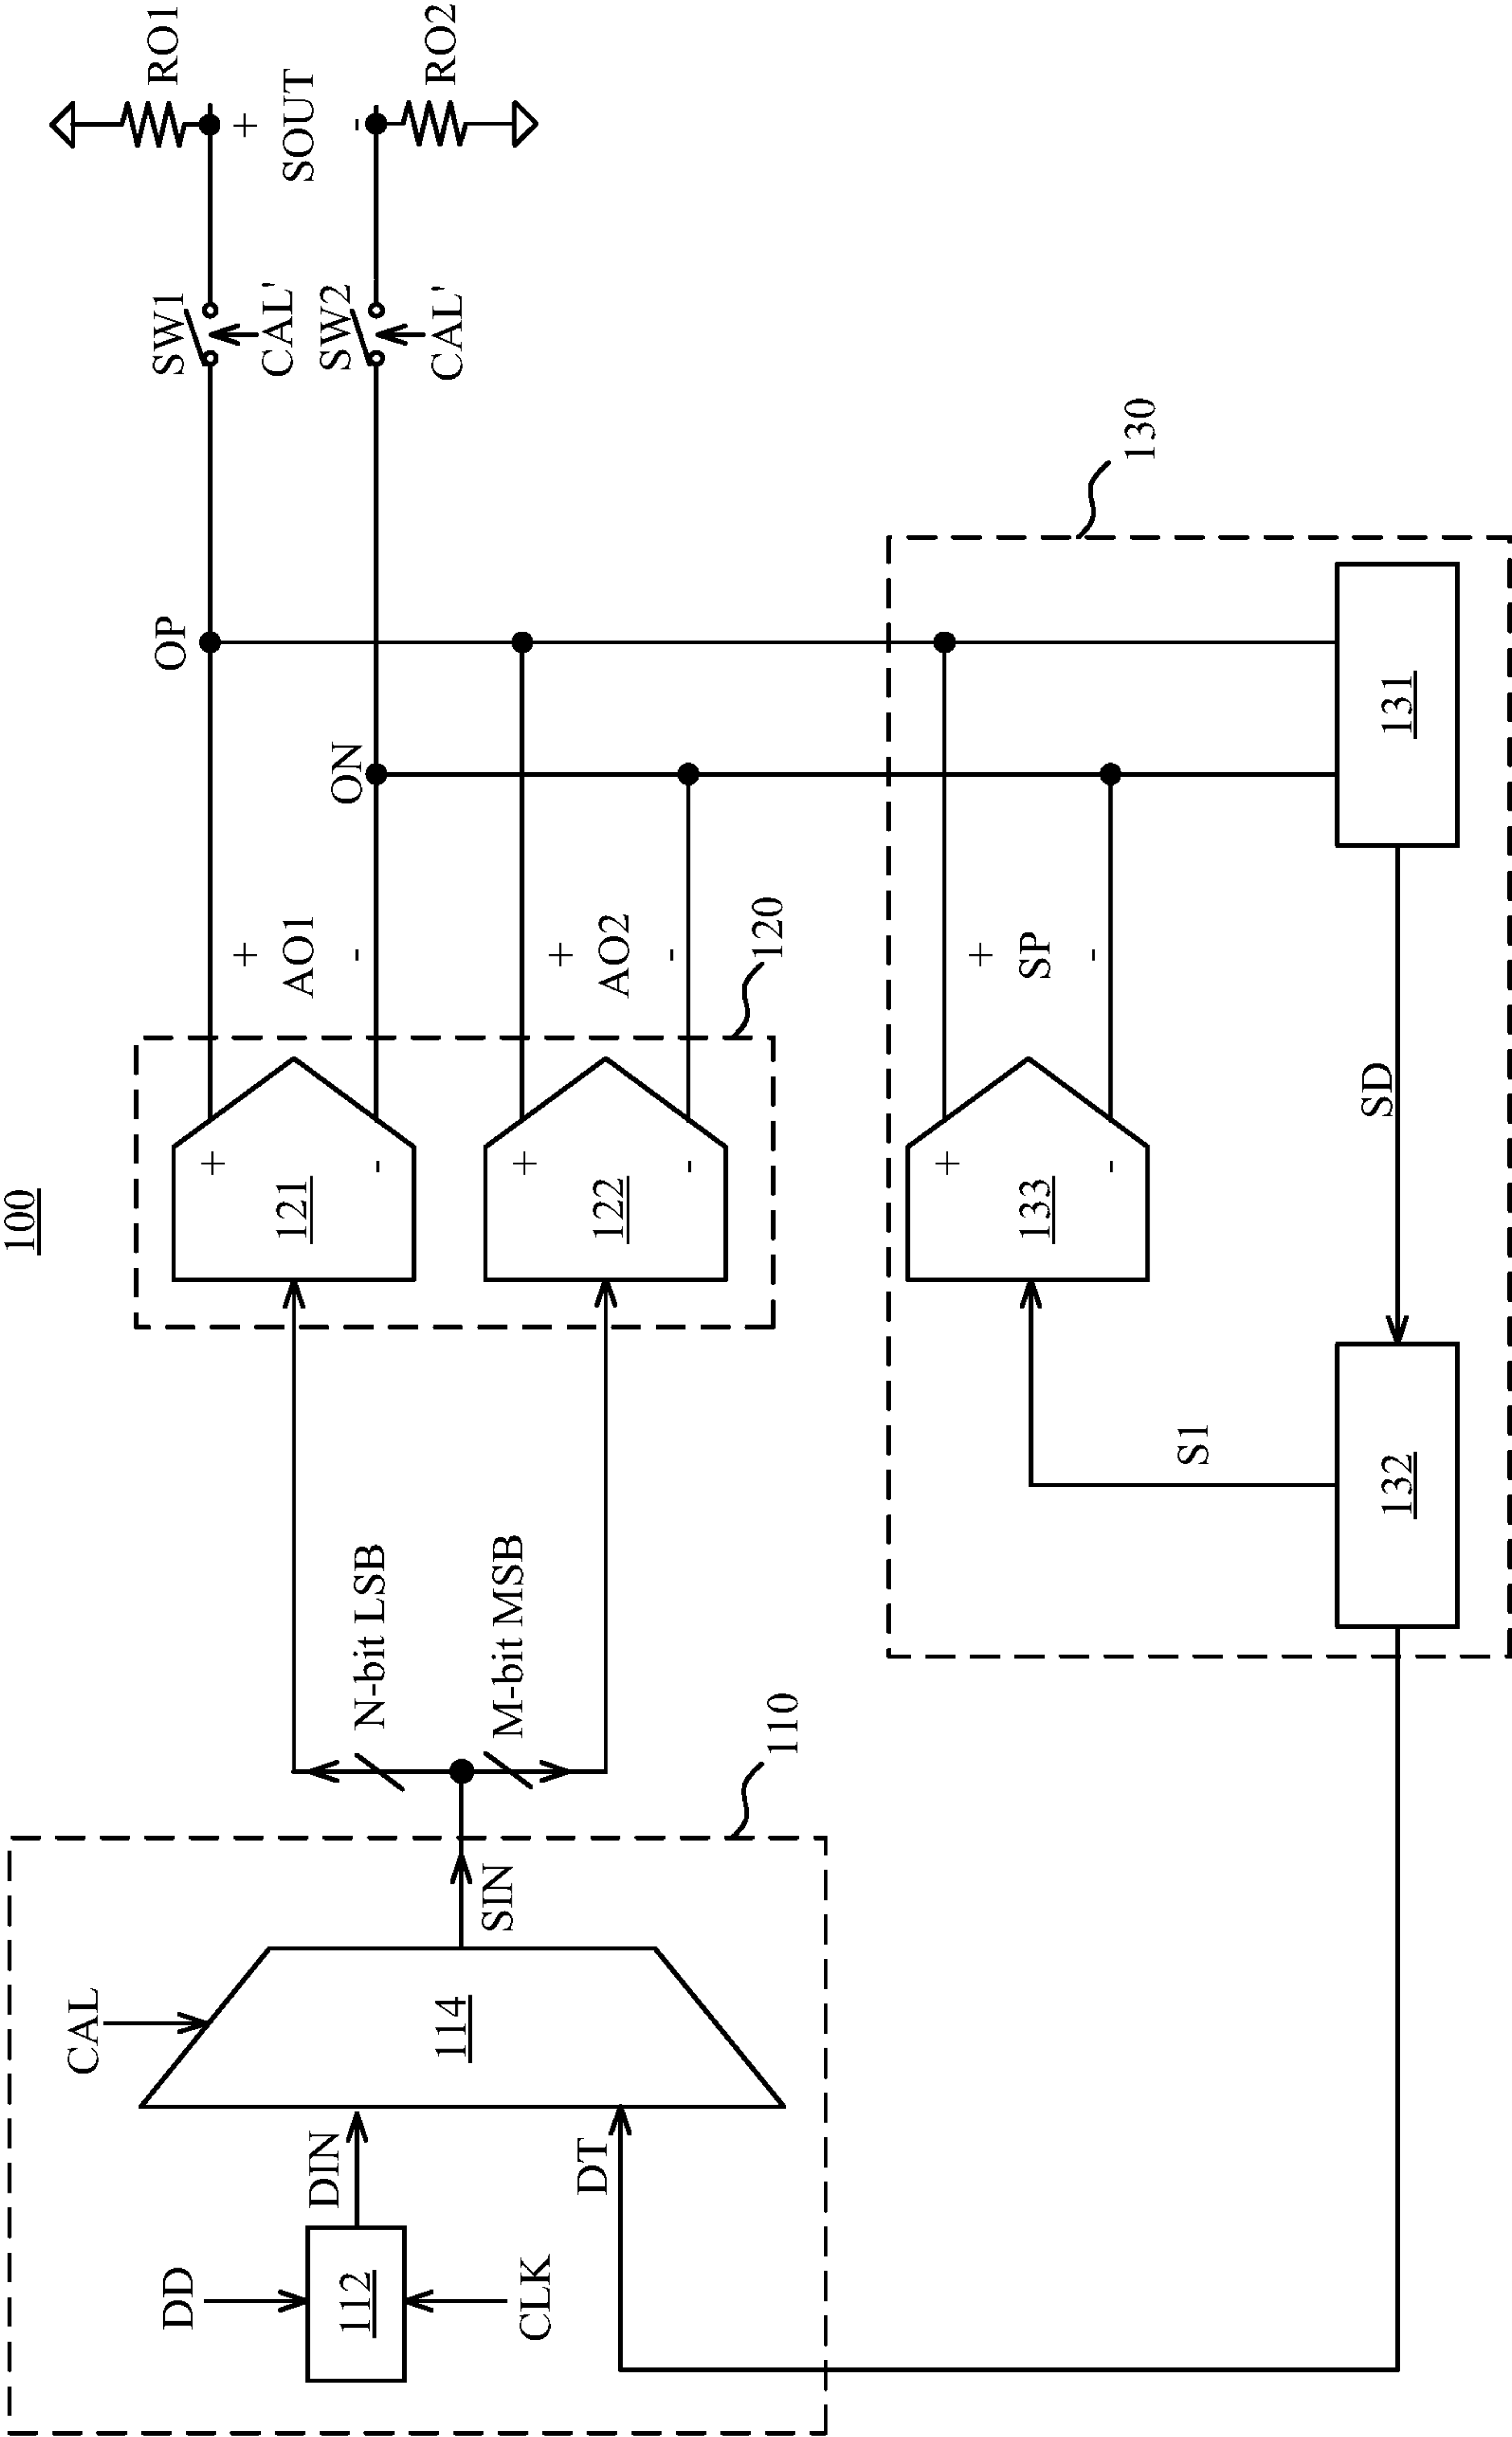 100
RO1
+
SOUT
-
RO2
SW1
CAL'
SW2
CAL'
OP
ON
130
+
AO1
-
+
AO2
-
120
+
121
-
+
122
-
+
SP
-
+
133
-
131
SD
132
S1
N-bit LSB
M-bit MSB
110
CAL
114
SIN
DD
112
CLK
DIN
DT